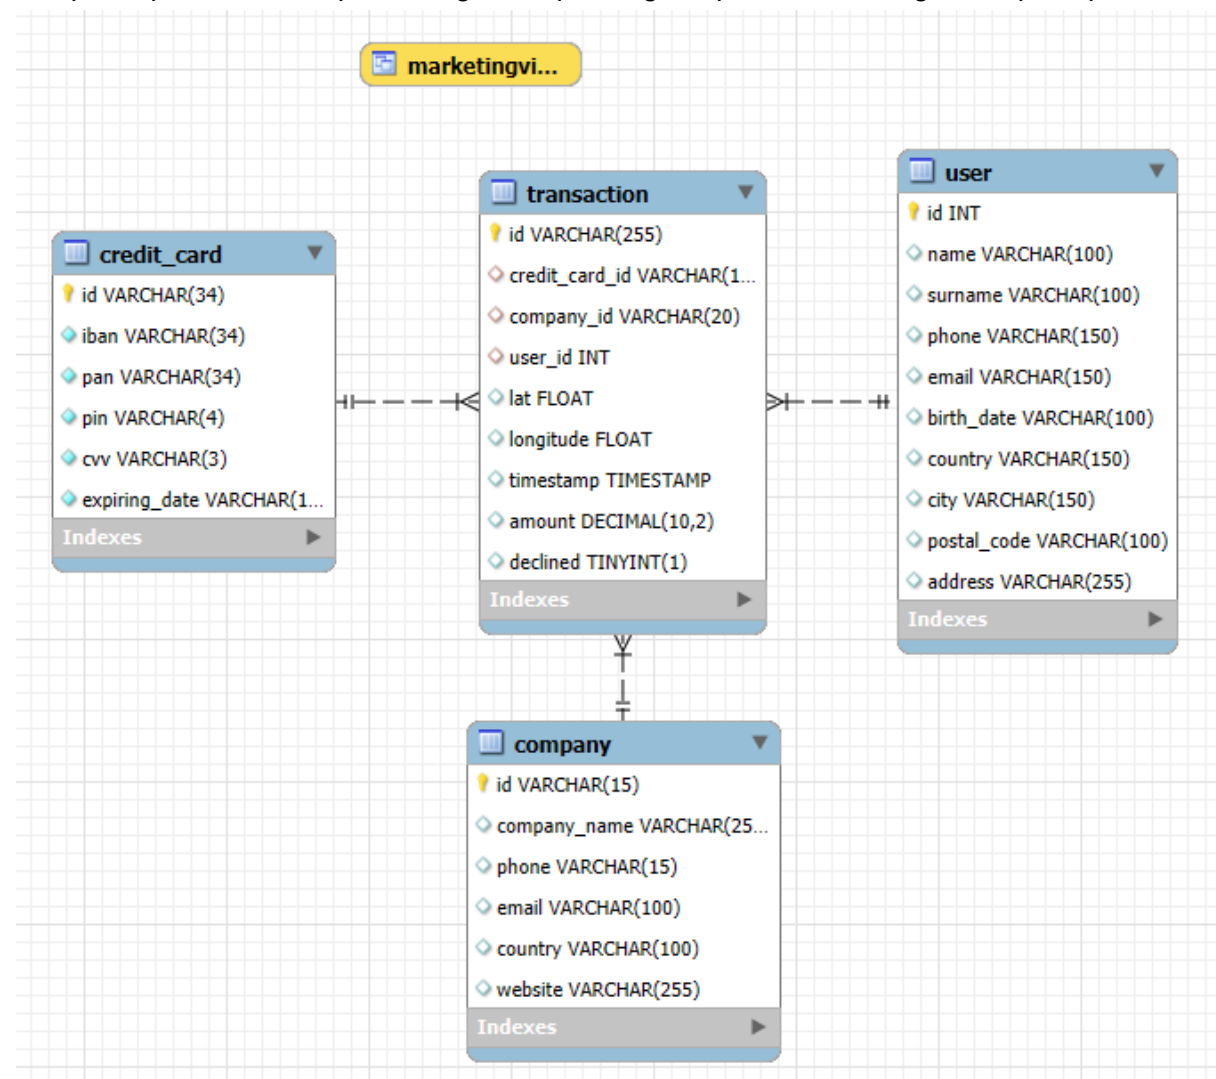 marketingvi...
transaction
id VARCHAR(255)
credit_card_id VARCHAR(1...
company_id VARCHAR(20)
user_id INT
lat FLOAT
longitude FLOAT
timestamp TIMESTAMP
amount DECIMAL(10,2)
declined TINYINT(1)
Indexes
user
id INT
name VARCHAR(100)
surname VARCHAR(100)
phone VARCHAR(150)
email VARCHAR(150)
birth_date VARCHAR(100)
country VARCHAR(150)
city VARCHAR(150)
postal_code VARCHAR(100)
address VARCHAR(255)
Indexes
credit_card
id VARCHAR(34)
iban VARCHAR(34)
pan VARCHAR(34)
pin VARCHAR(4)
cvv VARCHAR(3)
expiring_date VARCHAR(1...
Indexes
company
id VARCHAR(15)
company_name VARCHAR(25...
phone VARCHAR(15)
email VARCHAR(100)
country VARCHAR(100)
website VARCHAR(255)
Indexes